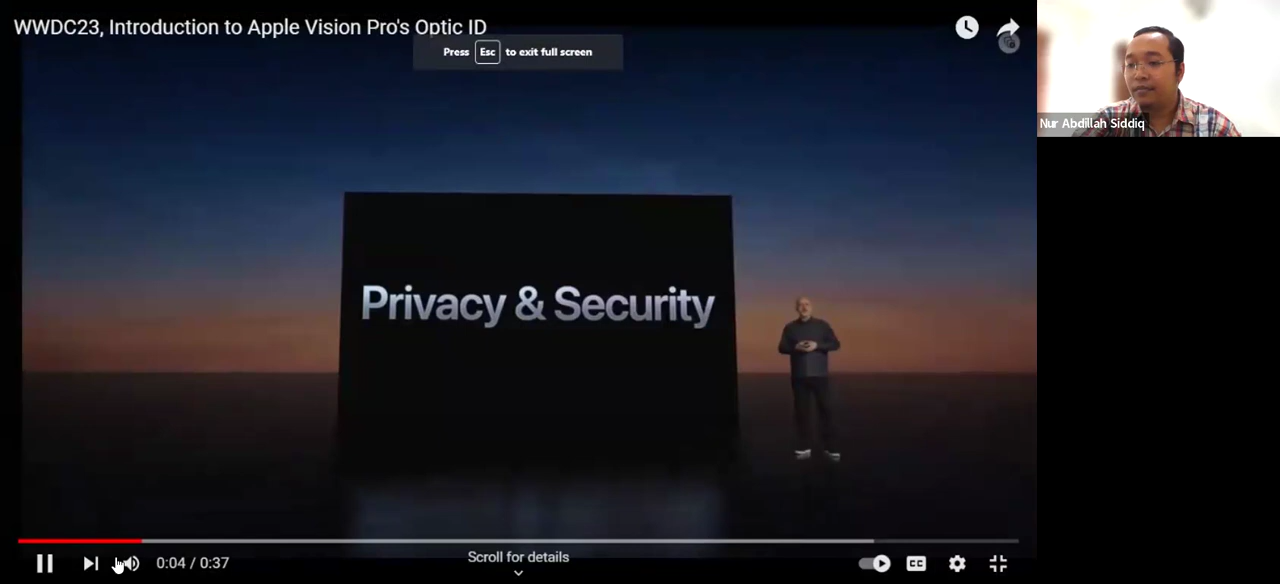 WWDC23, Introduction to Apple Vision Pro's Optic ID
Press Esc to exit full screen
Nur Abdillah Siddiq
Privacy & Security
0:04 / 0:37
Scroll for details
CC